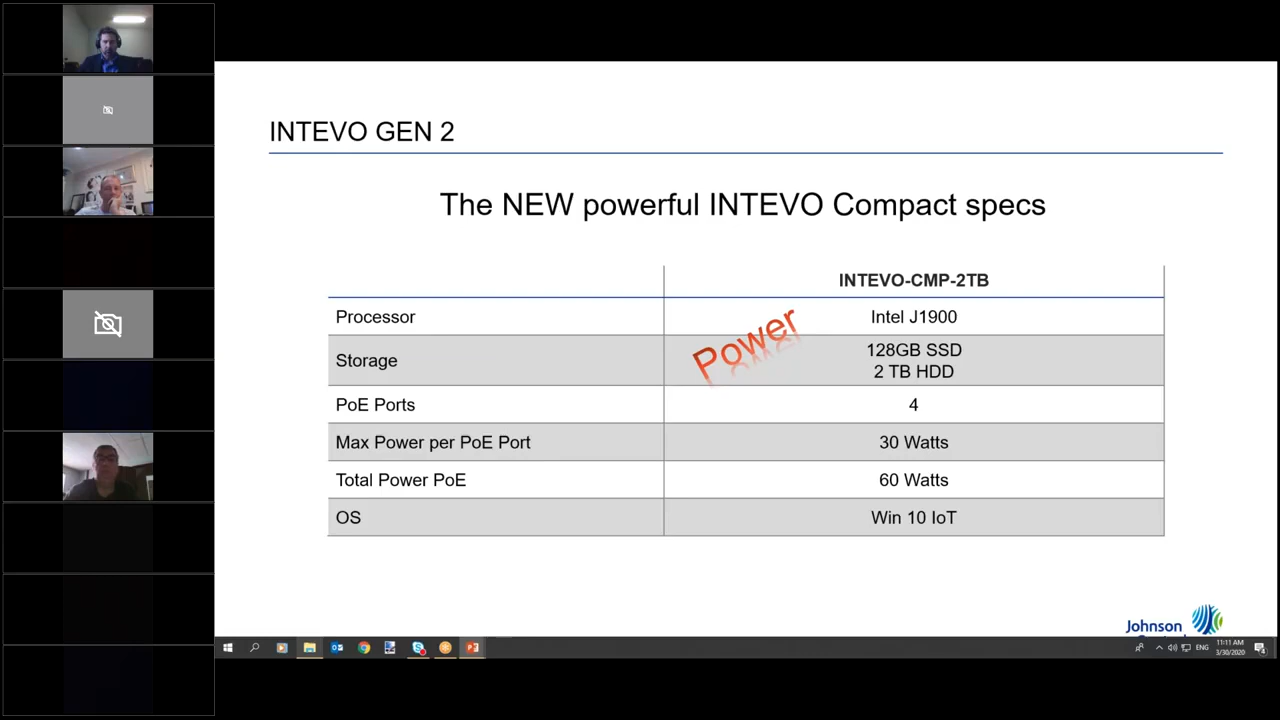 INTEVO GEN 2
The NEW powerful INTEVO Compact specs
INTEVO-CMP-2TB
Processor
Intel J1900
Power
Storage
128GB SSD
2 TB HDD
PoE Ports
4
Max Power per PoE Port
30 Watts
Total Power PoE
60 Watts
OS
Win 10 IoT
Johnson
ENG
11:11 AM
3/30/2020